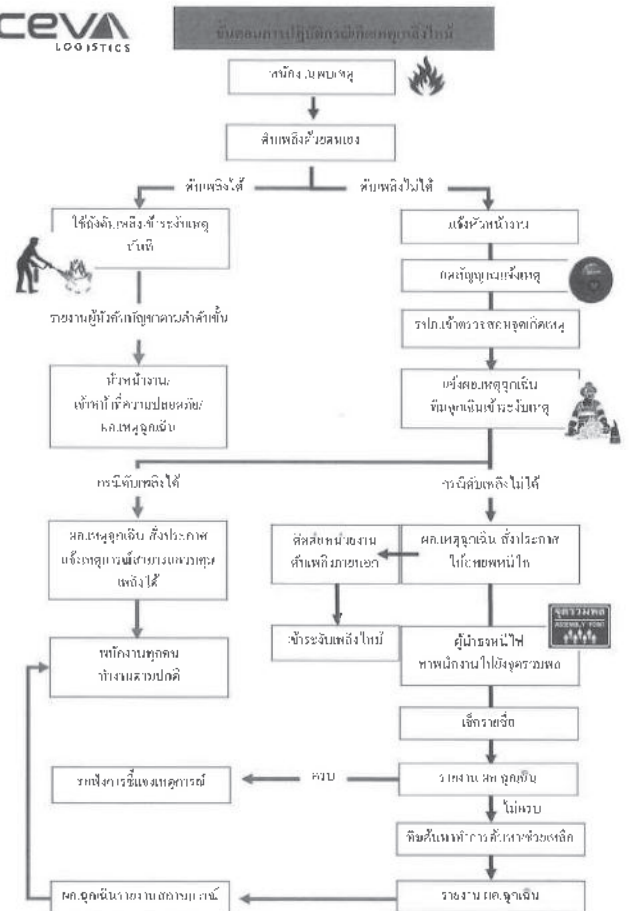 CEVA
LOGISTICS
ขั้นตอนการปฏิบัติกรณีเกิดเหตุเพลิงไหม้
พนักงานพบเหตุ
ดับเพลิงด้วยตนเอง
ดับเพลิงได้
ดับเพลิงไม่ได้
ใช้ถังดับเพลิงเข้าระงับเหตุ
ทันที
รายงานผู้บังคับบัญชาตามลำดับชั้น
หัวหน้างาน/
เจ้าหน้าที่ความปลอดภัย/
ผอ.เหตุฉุกเฉิน
แจ้งหัวหน้างาน
กดสัญญาณแจ้งเหตุ
รปภ.เข้าตรวจสอบจุดเกิดเหตุ
แจ้งผอ.เหตุฉุกเฉิน
ทีมฉุกเฉินเข้าระงับเหตุ
กรณีดับเพลิงได้
กรณีดับเพลิงไม่ได้
ผอ.เหตุฉุกเฉิน สั่งประกาศ
แจ้งเหตุการณ์สามารถควบคุม
เพลิงได้
ติดต่อหน่วยงาน
ดับเพลิงภายนอก
ผอ.เหตุฉุกเฉิน สั่งประกาศ
ให้อพยพหนีไฟ
พนักงานทุกคน
ทำงานตามปกติ
เข้าระงับเพลิงไหม้
ผู้นำธงหนีไฟ
พาพนักงานไปยังจุดรวมพล
จุดรวมพล
ASSEMBLY POINT
เช็กรายชื่อ
รอฟังการชี้แจงเหตุการณ์
ครบ
รายงาน ผอ.ฉุกเฉิน
ไม่ครบ
ทีมค้นหาทำการค้นหาช่วยเหลือ
ผอ.ฉุกเฉินรายงานสถานการณ์
รายงาน ผอ.ฉุกเฉิน